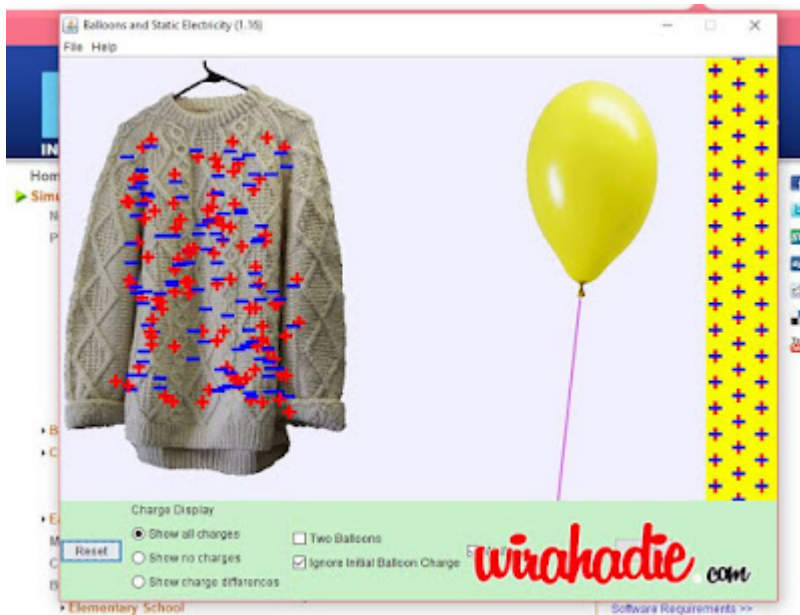 Balloons and Static Electricity (1.16)
File Help
IN
Hom
Simu
N
P
Charge Display
Show all charges
Show no charges
Show charge differences
Reset
Two Balloons
Ignore Initial Balloon Charge
wirahadie.com
Elementary School
Software Requirements >>